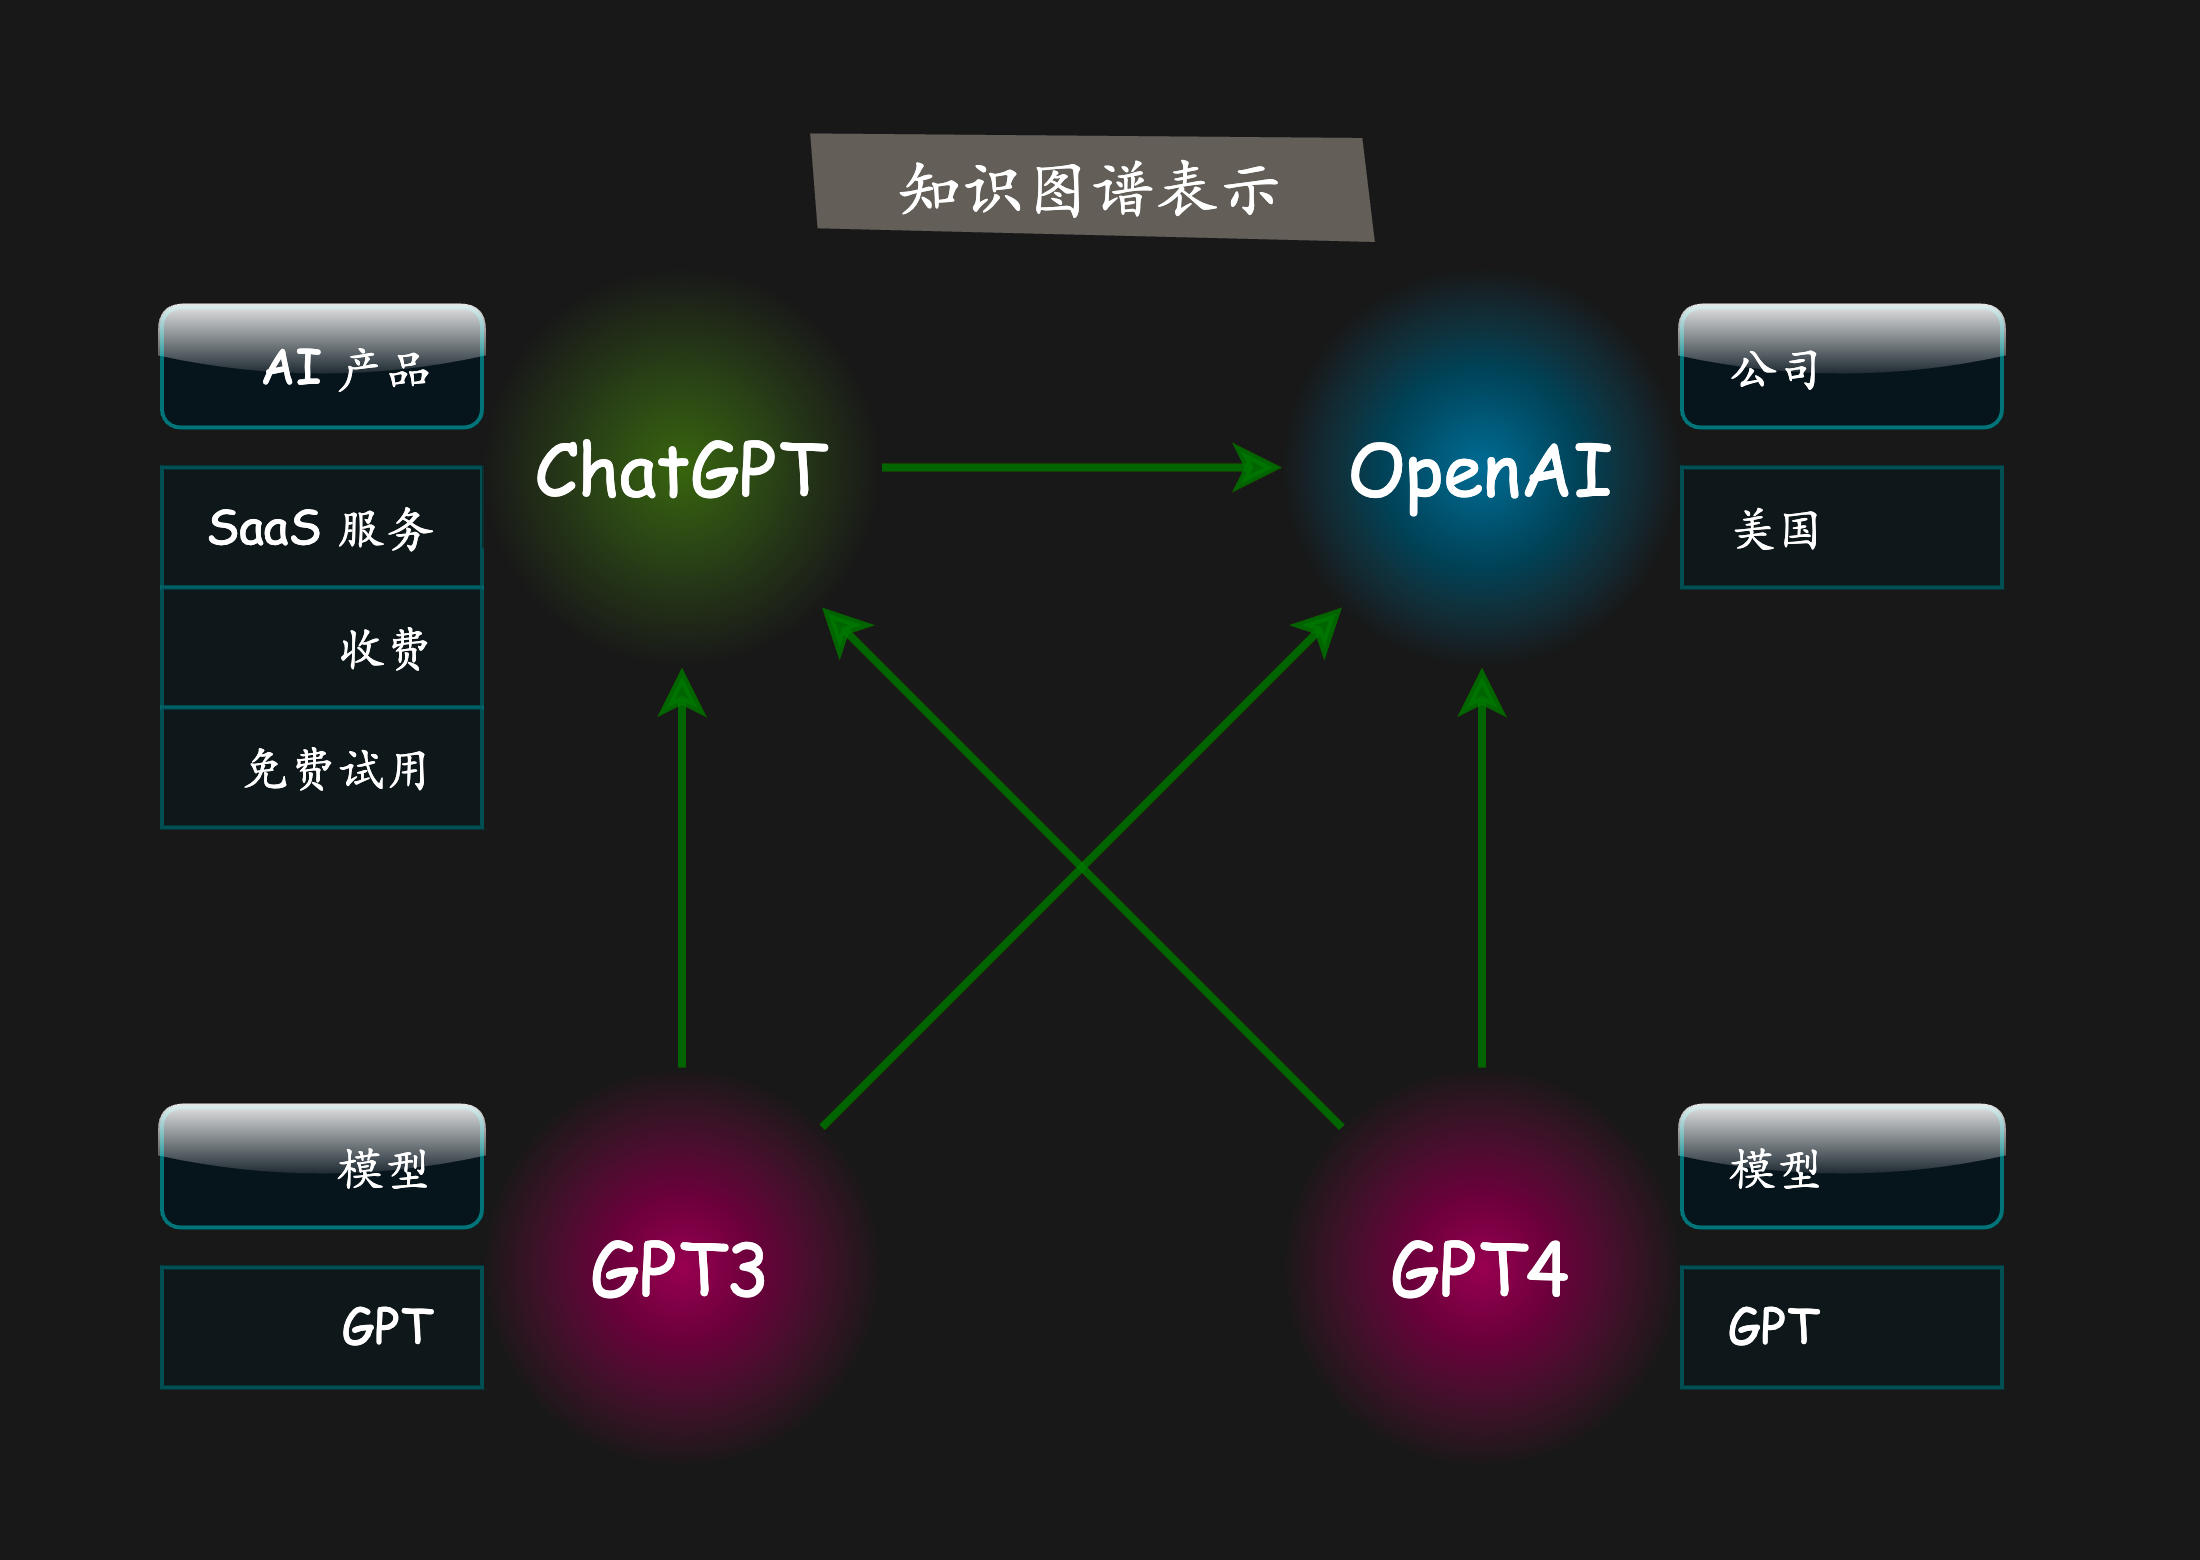 知识图谱表示
AI 产品
SaaS 服务
收费
免费试用
ChatGPT
OpenAI
公司
美国
模型
GPT
GPT3
GPT4
模型
GPT